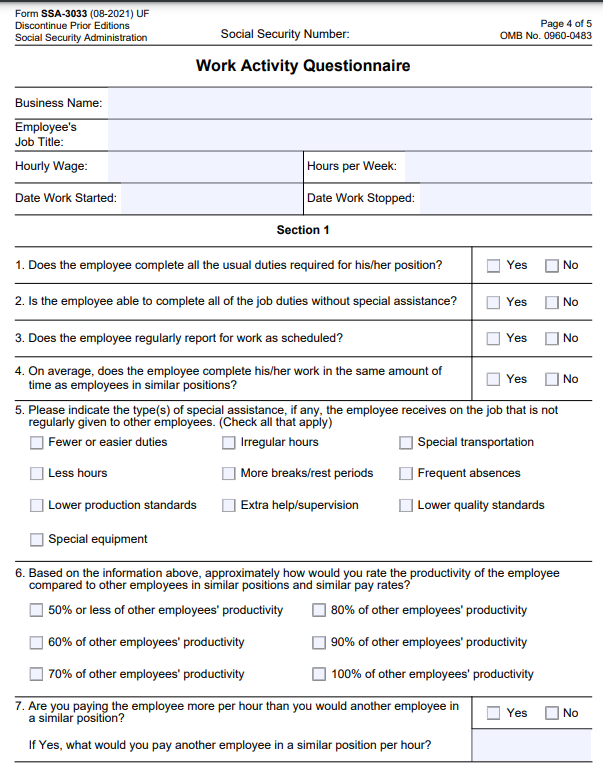 Form SSA-3033 (08-2021) UF
Discontinue Prior Editions
Social Security Administration
Social Security Number:
Page 4 of 5
OMB No. 0960-0483
Work Activity Questionnaire
Business Name:
Employee's
Job Title:
Hourly Wage:
Hours per Week:
Date Work Started:
Date Work Stopped:
Section 1
1. Does the employee complete all the usual duties required for his/her position?
Yes No
2. Is the employee able to complete all of the job duties without special assistance?
Yes No
3. Does the employee regularly report for work as scheduled?
Yes No
4. On average, does the employee complete his/her work in the same amount of
time as employees in similar positions?
Yes No
5. Please indicate the type(s) of special assistance, if any, the employee receives on the job that is not
regularly given to other employees. (Check all that apply)
Fewer or easier duties Irregular hours Special transportation
Less hours More breaks/rest periods Frequent absences
Lower production standards Extra help/supervision Lower quality standards
Special equipment
6. Based on the information above, approximately how would you rate the productivity of the employee
compared to other employees in similar positions and similar pay rates?
50% or less of other employees' productivity 80% of other employees' productivity
60% of other employees' productivity 90% of other employees' productivity
70% of other employees' productivity 100% of other employees' productivity
7. Are you paying the employee more per hour than you would another employee in
a similar position?
Yes No
If Yes, what would you pay another employee in a similar position per hour?